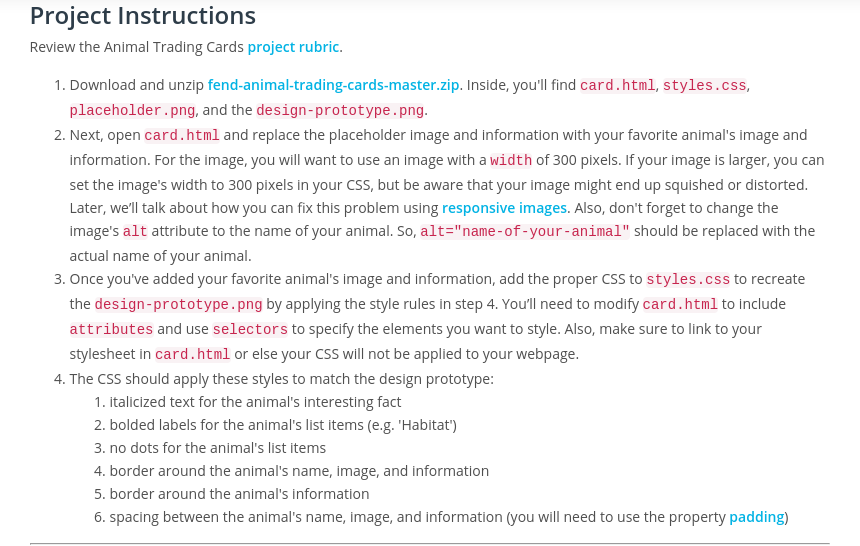 Project Instructions
Review the Animal Trading Cards project rubric.
1. Download and unzip fend-animal-trading-cards-master.zip. Inside, you'll find card.html, styles.css,
placeholder.png, and the design-prototype.png.
2. Next, open card.html and replace the placeholder image and information with your favorite animal's image and
information. For the image, you will want to use an image with a width of 300 pixels. If your image is larger, you can
set the image's width to 300 pixels in your CSS, but be aware that your image might end up squished or distorted.
Later, we’ll talk about how you can fix this problem using responsive images. Also, don't forget to change the
image's alt attribute to the name of your animal. So, alt="name-of-your-animal" should be replaced with the
actual name of your animal.
3. Once you've added your favorite animal's image and information, add the proper CSS to styles.css to recreate
the design-prototype.png by applying the style rules in step 4. You’ll need to modify card.html to include
attributes and use selectors to specify the elements you want to style. Also, make sure to link to your
stylesheet in card.html or else your CSS will not be applied to your webpage.
4. The CSS should apply these styles to match the design prototype:
1. italicized text for the animal's interesting fact
2. bolded labels for the animal's list items (e.g. 'Habitat')
3. no dots for the animal's list items
4. border around the animal's name, image, and information
5. border around the animal's information
6. spacing between the animal's name, image, and information (you will need to use the property padding)